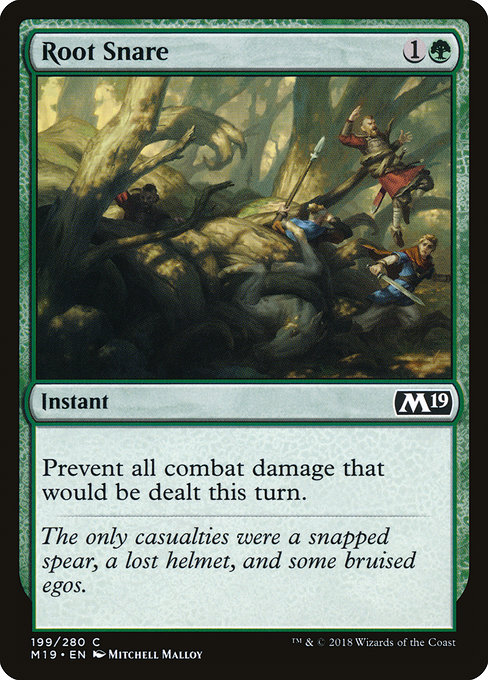 Root Snare 1
Instant M19
Prevent all combat damage that
would be dealt this turn.
The only casualties were a snapped
spear, a lost helmet, and some bruised
egos.
199/280 C ™ & © 2018 Wizards of the Coast
M19 • EN Mitchell Malloy